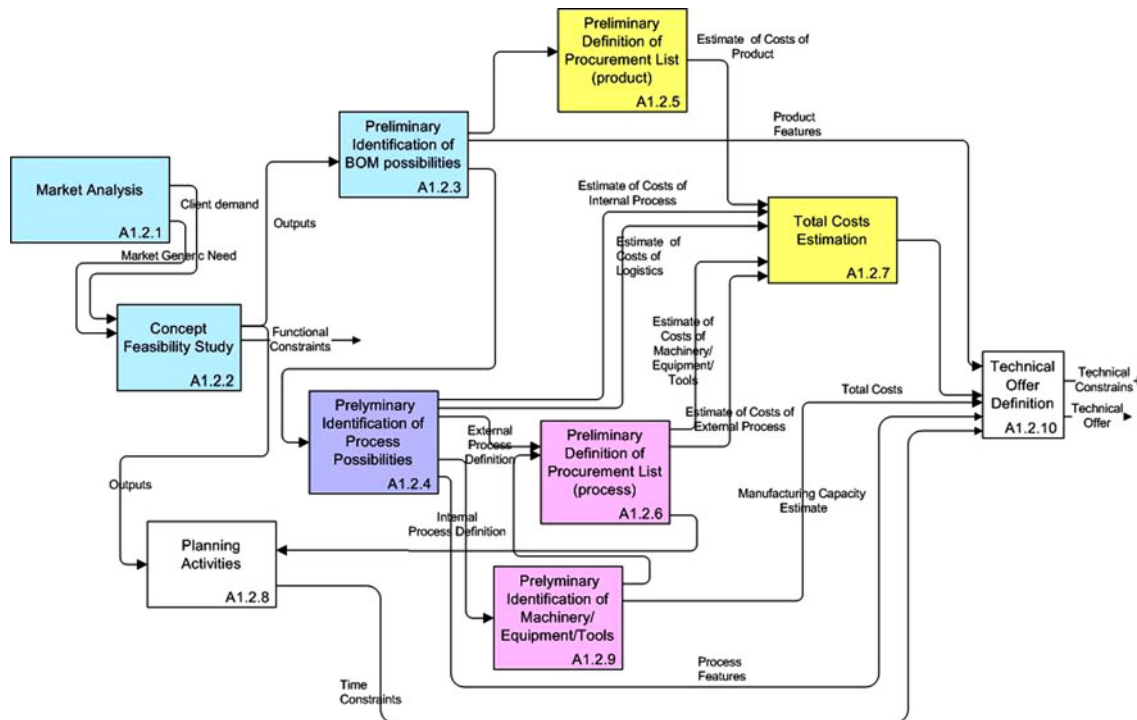 Preliminary
Definition of
Procurement List
(product)
A1.2.5
Estimate of Costs of
Product
Preliminary
Identification of
BOM possibilities
A1.2.3
Product
Features
Market Analysis
A1.2.1
Client demand
Market Generic Need
Outputs
Estimate of Costs of
Internal Process
Estimate of
Costs of
Logistics
Total Costs
Estimation
A1.2.7
Concept
Feasibility Study
A1.2.2
Functional
Constraints
Estimate of
Costs of
Machinery/
Equipment/
Tools
Technical
Offer
Definition
A1.2.10
Technical
Constrains
Technical
Offer
Total Costs
Prelyminary
Identification of
Process
Possibilities
A1.2.4
External
Process
Definition
Preliminary
Definition of
Procurement List
(process)
A1.2.6
Estimate of Costs of
External Process
Outputs
Internal
Process Definition
Manufacturing Capacity
Estimate
Planning
Activities
A1.2.8
Prelyminary
Identification of
Machinery/
Equipment/Tools
A1.2.9
Process
Features
Time
Constraints